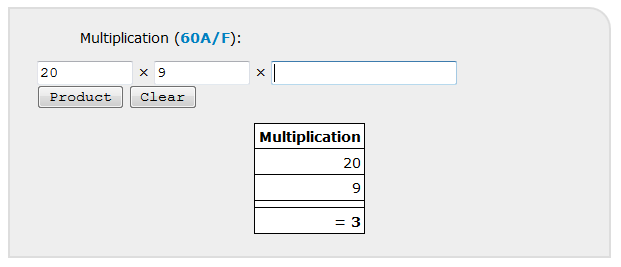 Multiplication (60A/F):
20 × 9 ×
Product Clear
Multiplication
20
9
= 3